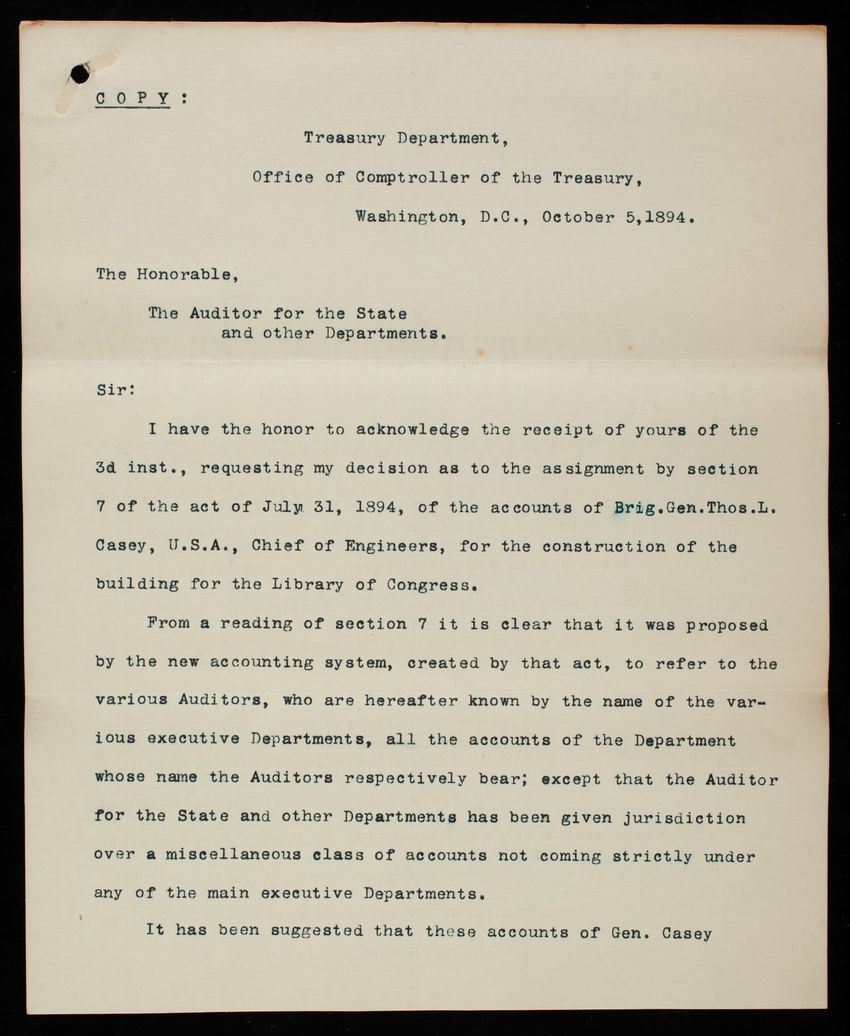 C O P Y :
Treasury Department,
Office of Comptroller of the Treasury,
Washington, D.C., October 5,1894.
The Honorable,
The Auditor for the State
and other Departments.
Sir:
I have the honor to acknowledge the receipt of yours of the
3d inst., requesting my decision as to the assignment by section
7 of the act of July 31, 1894, of the accounts of Brig.Gen.Thos.L.
Casey, U.S.A., Chief of Engineers, for the construction of the
building for the Library of Congress.
From a reading of section 7 it is clear that it was proposed
by the new accounting system, created by that act, to refer to the
various Auditors, who are hereafter known by the name of the var-
ious executive Departments, all the accounts of the Department
whose name the Auditors respectively bear; except that the Auditor
for the State and other Departments has been given jurisdiction
over a miscellaneous class of accounts not coming strictly under
any of the main executive Departments.
It has been suggested that these accounts of Gen. Casey